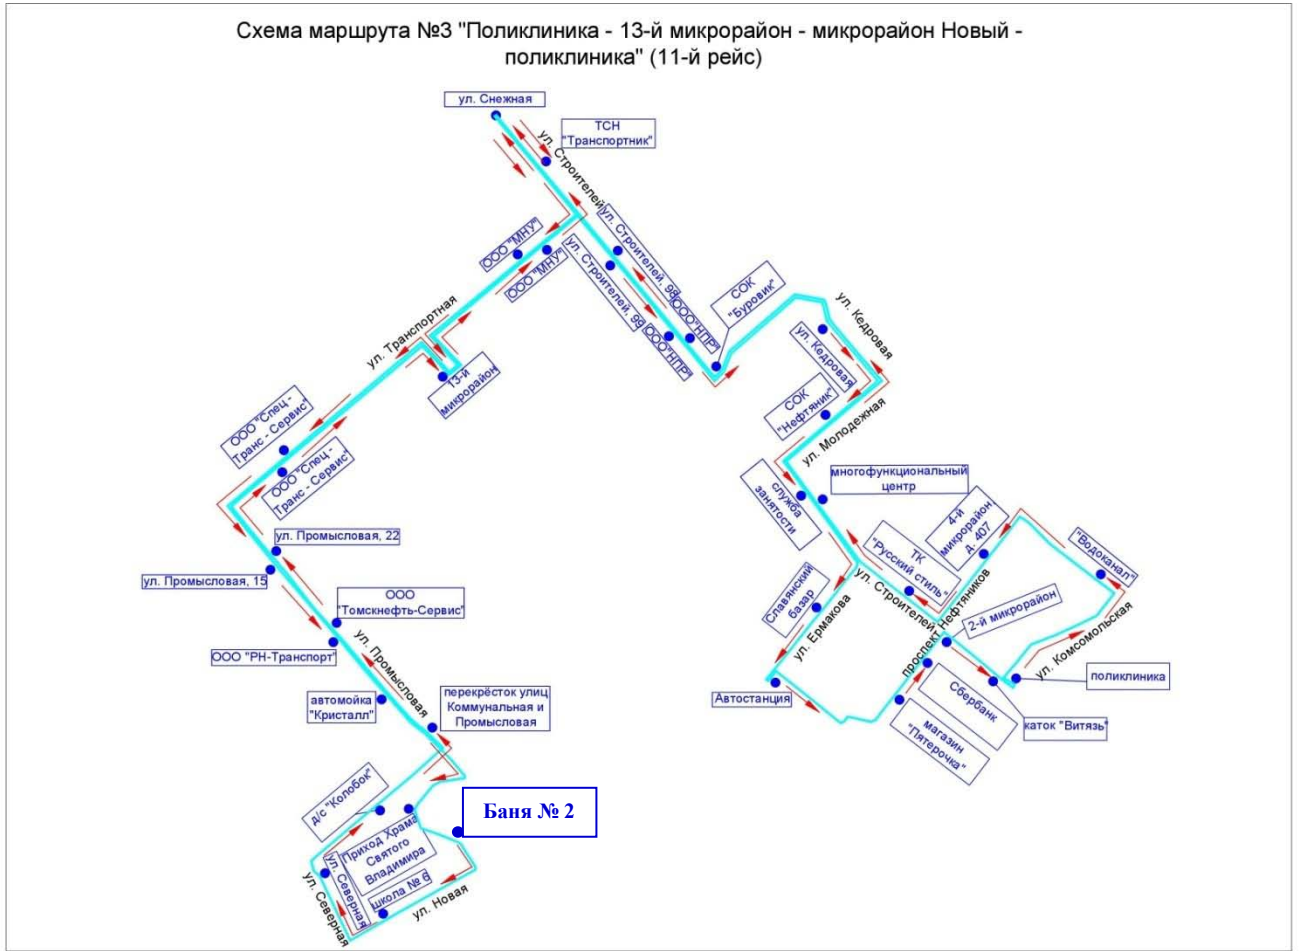 Схема маршрута №3 "Поликлиника - 13-й микрорайон - микрорайон Новый -
поликлиника" (11-й рейс)
ул. Снежная
ТСН
"Транспортник"
ул. Строителей
ООО "МНУ"
ООО "МНУ"
ул. Строителей, 98
ул. Строителей, 99
ООО"НПР"
ООО"НПР"
СОК
"Буровик"
ул. Кедровая
ул. Кедровая
ул. Транспортная
13-й
микрорайон
СОК
"Нефтяник"
ул. Молодежная
ООО "Спец -
Транс - Сервис"
ООО "Спец -
Транс - Сервис"
служба
занятости
многофункциональный
центр
4-й
микрорайон
д. 407
"Водоканал"
ТК
"Русский стиль"
ул. Промысловая, 22
ул. Промысловая, 15
ООО
"Томскнефть-Сервис"
Славянский
базар
ул. Ермакова
ул. Строителей
проспект Нефтяников
2-й микрорайон
ул. Комсомольская
ООО "РН-Транспорт"
ул. Промысловая
поликлиника
автомойка
"Кристалл"
перекрёсток улиц
Коммунальная и
Промысловая
Автостанция
Сбербанк
магазин
"Пятерочка"
каток "Витязь"
д/с "Колобок"
Баня № 2
Приход Храма
Святого
Владимира
ул. Северная
ул. Северная
школа № 6
ул. Новая